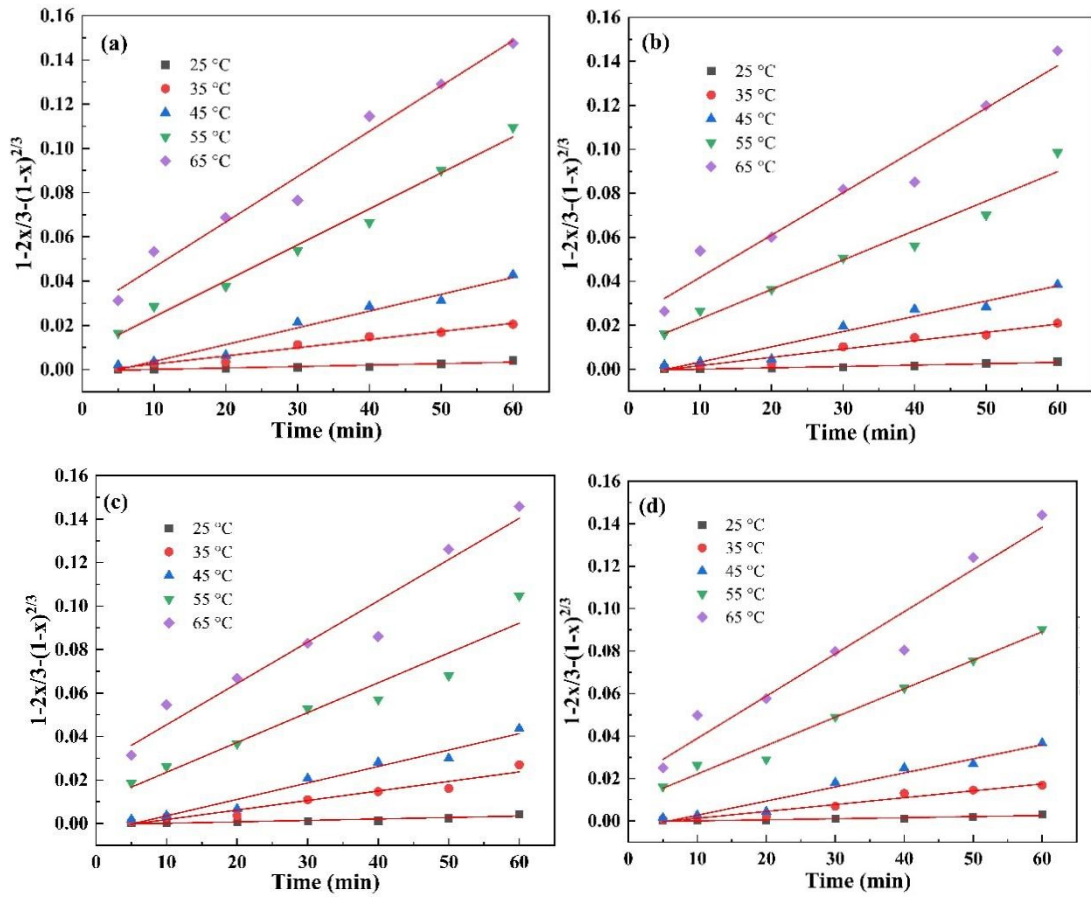 0.16
0.14
0.12
0.10
0.08
0.06
0.04
0.02
0.00
1-2x/3-(1-x)^{2/3}
(a)
25 °C
35 °C
45 °C
55 °C
65 °C
0 10 20 30 40 50 60
Time (min)
0.16
0.14
0.12
0.10
0.08
0.06
0.04
0.02
0.00
1-2x/3-(1-x)^{2/3}
(b)
25 °C
35 °C
45 °C
55 °C
65 °C
0 10 20 30 40 50 60
Time (min)
0.16
0.14
0.12
0.10
0.08
0.06
0.04
0.02
0.00
1-2x/3-(1-x)^{2/3}
(c)
25 °C
35 °C
45 °C
55 °C
65 °C
0 10 20 30 40 50 60
Time (min)
0.16
0.14
0.12
0.10
0.08
0.06
0.04
0.02
0.00
1-2x/3-(1-x)^{2/3}
(d)
25 °C
35 °C
45 °C
55 °C
65 °C
0 10 20 30 40 50 60
Time (min)